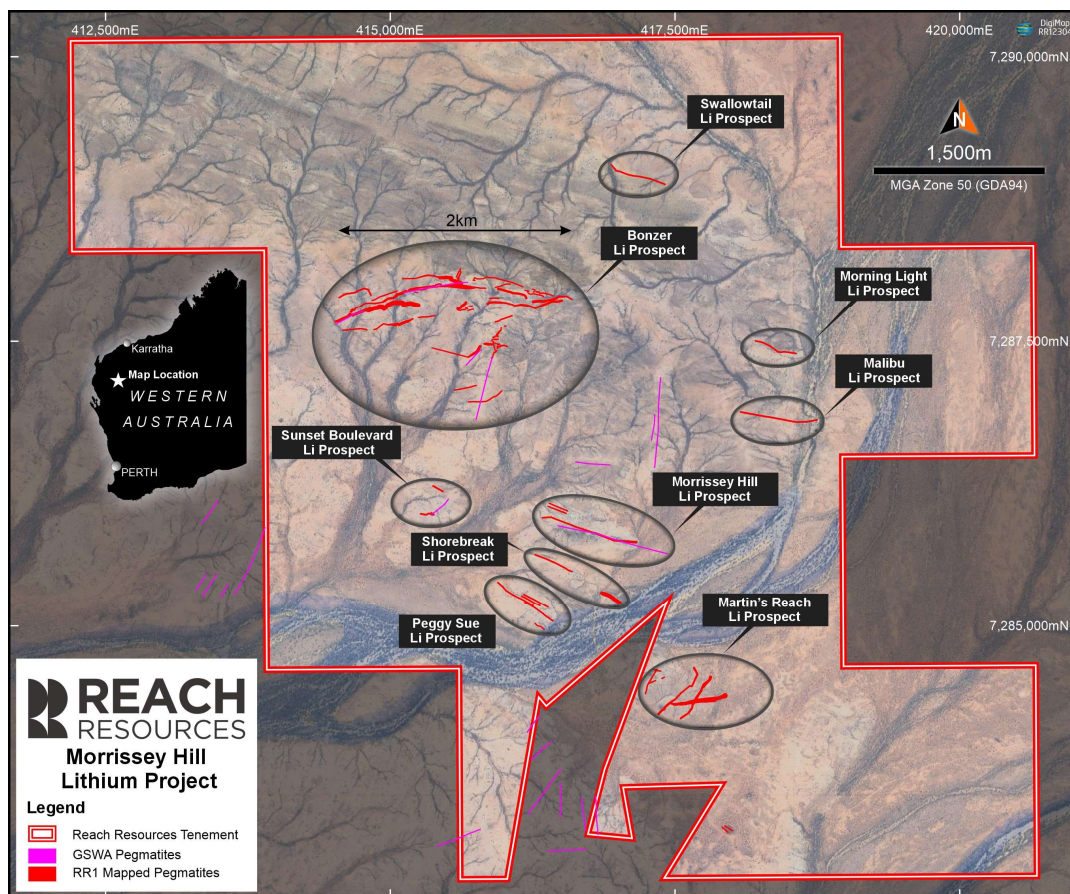 412,500mE
415,000mE
417,500mE
420,000mE
DigiMap
RR12304
7,290,000mN
N
1,500m
MGA Zone 50 (GDA94)
Swallowtail
Li Prospect
2km
Bonzer
Li Prospect
Morning Light
Li Prospect
7,287,500mN
Karratha
Map Location
WESTERN
AUSTRALIA
PERTH
Malibu
Li Prospect
Sunset Boulevard
Li Prospect
Morrissey Hill
Li Prospect
Shorebreak
Li Prospect
Peggy Sue
Li Prospect
Martin's Reach
Li Prospect
7,285,000mN
REACH
RESOURCES
Morrissey Hill
Lithium Project
Legend
Reach Resources Tenement
GSWA Pegmatites
RR1 Mapped Pegmatites